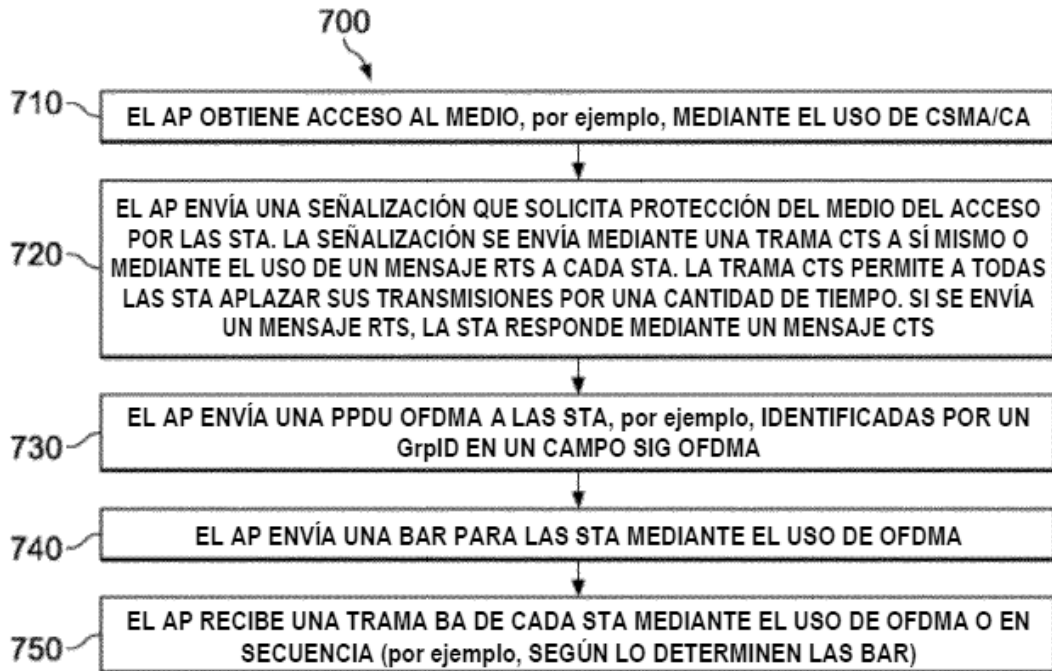 700
710
EL AP OBTIENE ACCESO AL MEDIO, por ejemplo, MEDIANTE EL USO DE CSMA/CA
720
EL AP ENVÍA UNA SEÑALIZACIÓN QUE SOLICITA PROTECCIÓN DEL MEDIO DEL ACCESO
POR LAS STA. LA SEÑALIZACIÓN SE ENVÍA MEDIANTE UNA TRAMA CTS A SÍ MISMO O
MEDIANTE EL USO DE UN MENSAJE RTS A CADA STA. LA TRAMA CTS PERMITE A TODAS
LAS STA APLAZAR SUS TRANSMISIONES POR UNA CANTIDAD DE TIEMPO. SI SE ENVÍA
UN MENSAJE RTS, LA STA RESPONDE MEDIANTE UN MENSAJE CTS
730
EL AP ENVÍA UNA PPDU OFDMA A LAS STA, por ejemplo, IDENTIFICADAS POR UN
GrpID EN UN CAMPO SIG OFDMA
740
EL AP ENVÍA UNA BAR PARA LAS STA MEDIANTE EL USO DE OFDMA
750
EL AP RECIBE UNA TRAMA BA DE CADA STA MEDIANTE EL USO DE OFDMA O EN
SECUENCIA (por ejemplo, SEGÚN LO DETERMINEN LAS BAR)